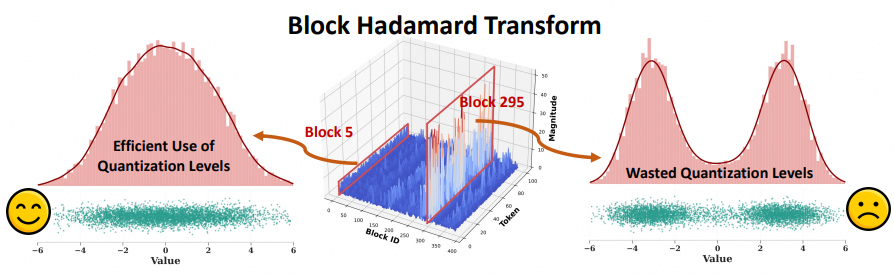 Block Hadamard Transform
Efficient Use of
Quantization Levels
−6 −4 −2 0 2 4 6
Value
Block 5
Block 295
50
40
30
20
10
0
Magnitude
0 50 100 150 200 250 300 350 400
Block ID
0 20 40 60 80 100
Token
Wasted Quantization Levels
−6 −4 −2 0 2 4 6
Value